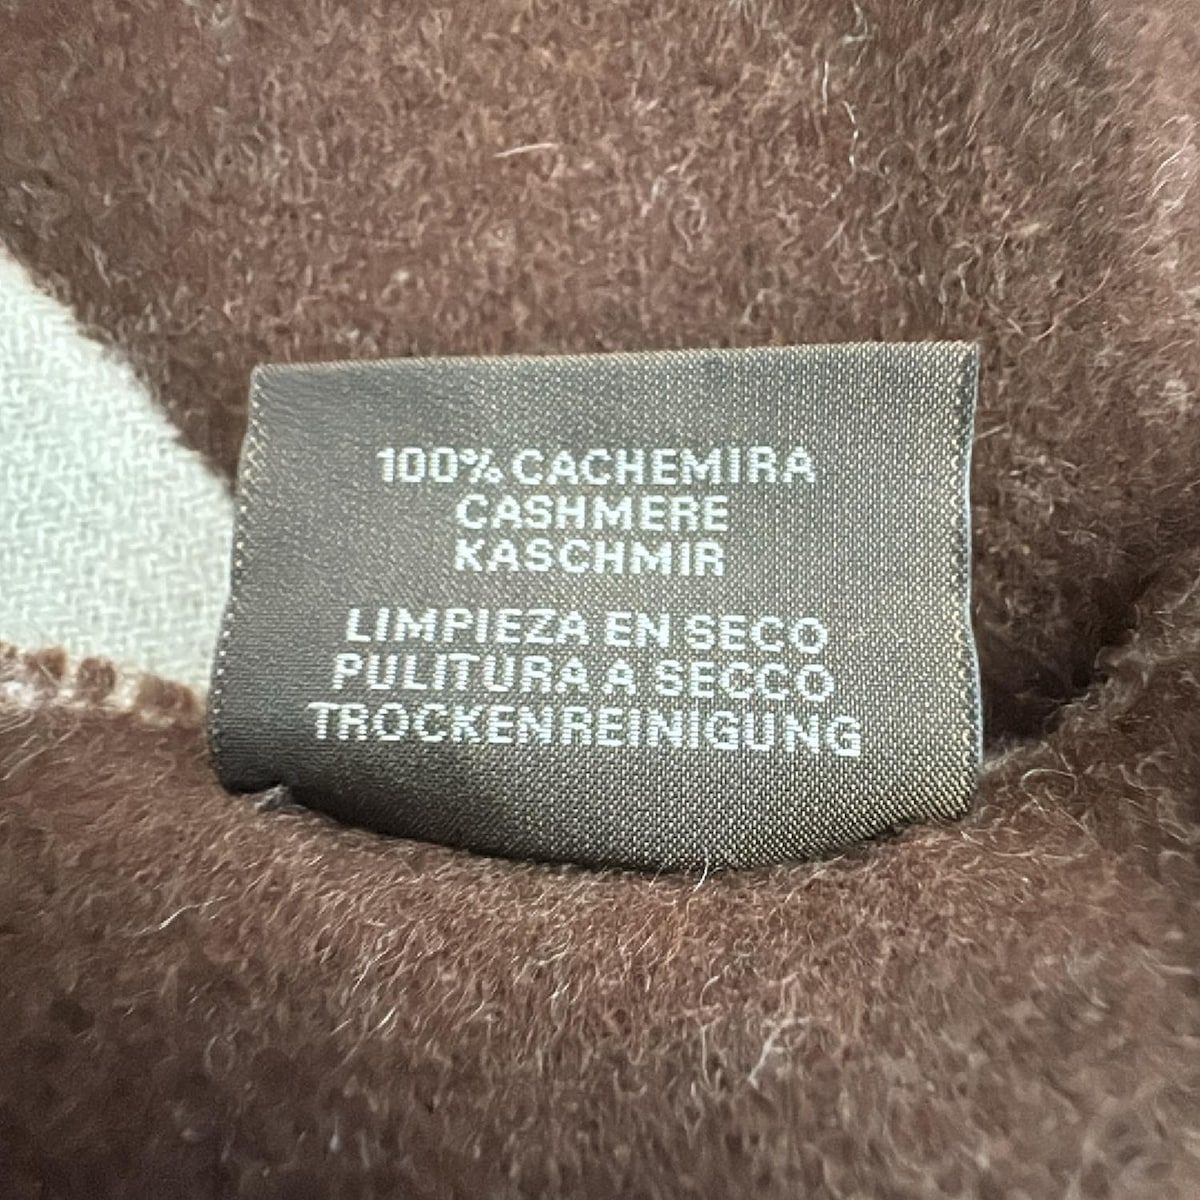 100% CACHEMIRA
CASHMERE
KASCHMIR
LIMPIEZA EN SECO
PULITURA A SECCO
TROCKENREINIGUNG